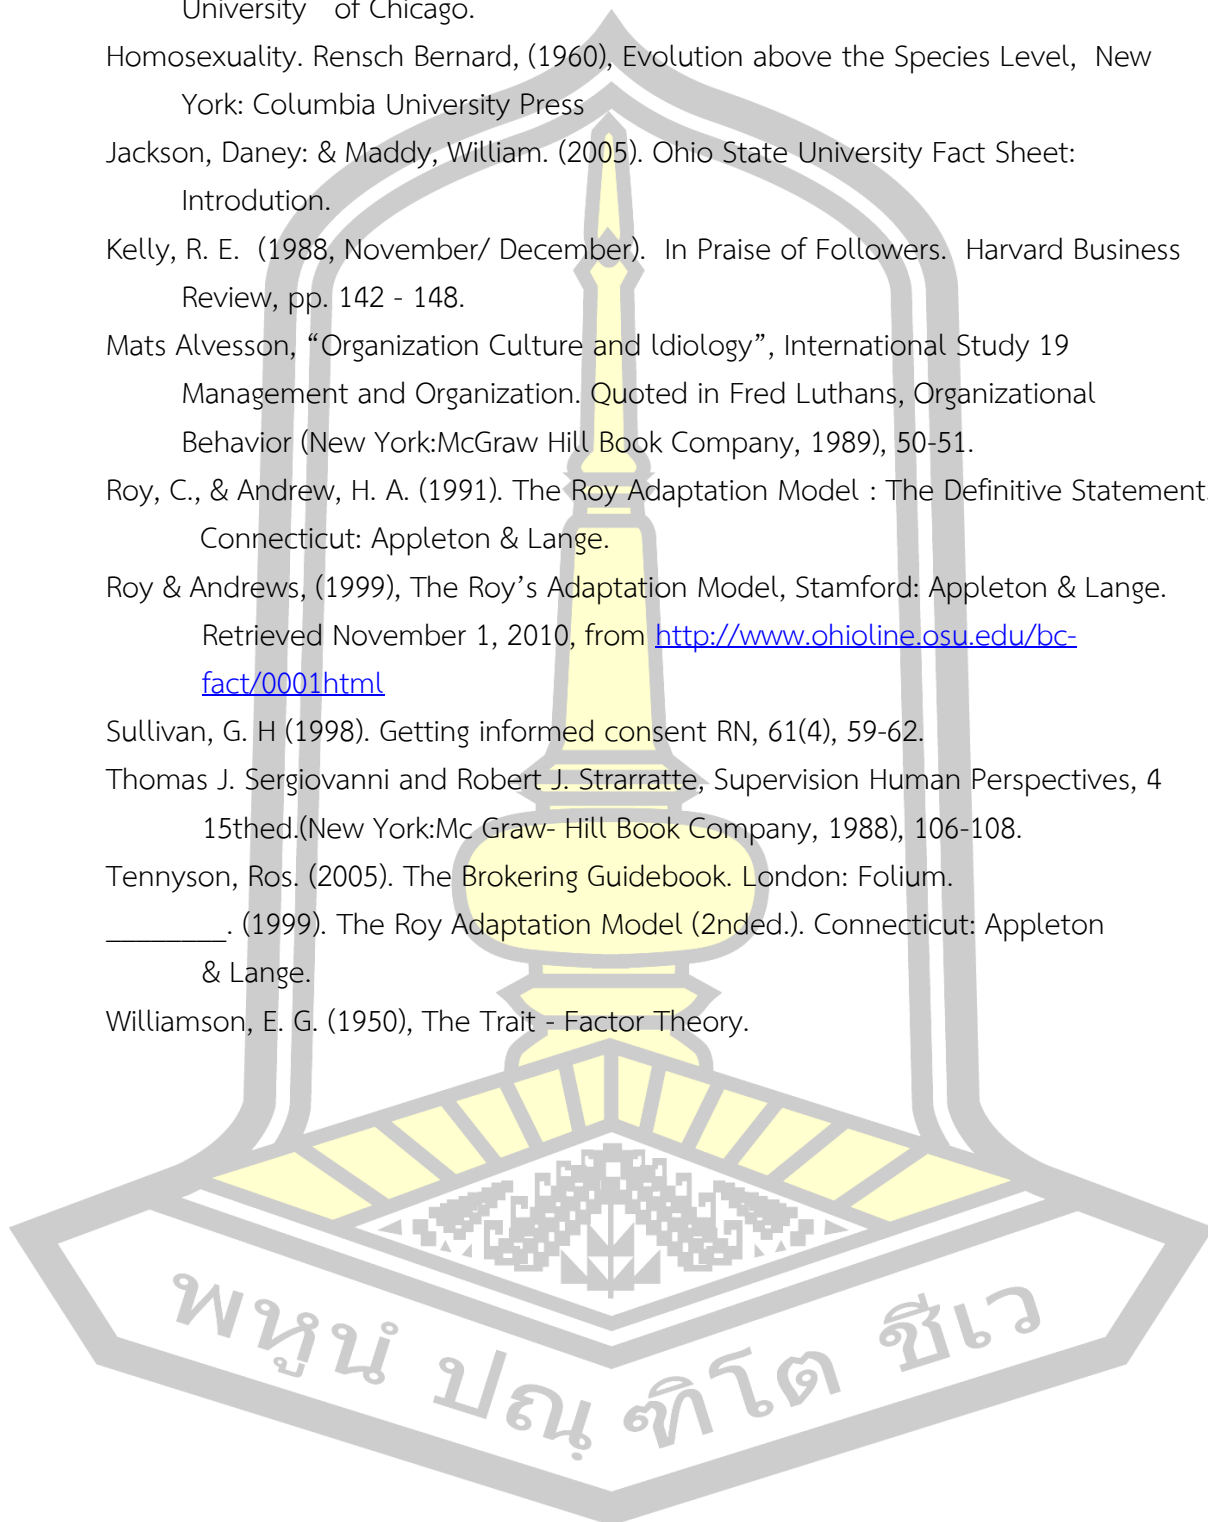 University of Chicago.
Homosexuality. Rensch Bernard, (1960), Evolution above the Species Level, New
York: Columbia University Press
Jackson, Daney: & Maddy, William. (2005). Ohio State University Fact Sheet:
Introdution.
Kelly, R. E. (1988, November/ December). In Praise of Followers. Harvard Business
Review, pp. 142 - 148.
Mats Alvesson, “Organization Culture and ldiology”, International Study 19
Management and Organization. Quoted in Fred Luthans, Organizational
Behavior (New York:McGraw Hill Book Company, 1989), 50-51.
Roy, C., & Andrew, H. A. (1991). The Roy Adaptation Model : The Definitive Statement.
Connecticut: Appleton & Lange.
Roy & Andrews, (1999), The Roy’s Adaptation Model, Stamford: Appleton & Lange.
Retrieved November 1, 2010, from http://www.ohioline.osu.edu/bc-
fact/0001html
Sullivan, G. H (1998). Getting informed consent RN, 61(4), 59-62.
Thomas J. Sergiovanni and Robert J. Strarratte, Supervision Human Perspectives, 4
15thed.(New York:Mc Graw- Hill Book Company, 1988), 106-108.
Tennyson, Ros. (2005). The Brokering Guidebook. London: Folium.
________. (1999). The Roy Adaptation Model (2nded.). Connecticut: Appleton
& Lange.
Williamson, E. G. (1950), The Trait - Factor Theory.
พหูนํ ปณฺ ฑิโต ชีเว